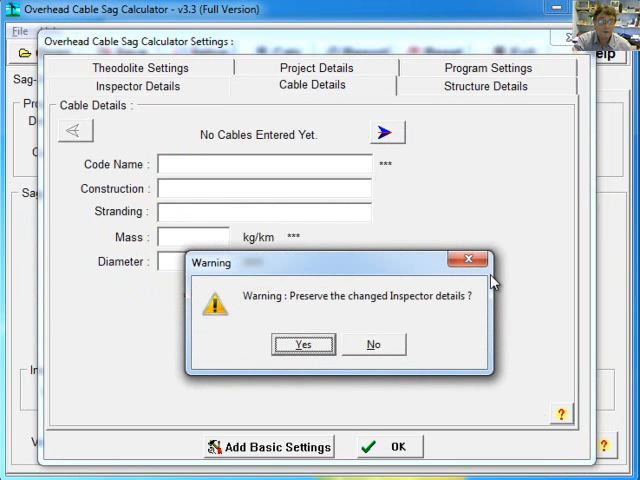 Overhead Cable Sag Calculator - v3.3 (Full Version)
File
Help
Overhead Cable Sag Calculator Settings :
Theodolite Settings
Project Details
Program Settings
Inspector Details
Cable Details
Structure Details
Cable Details :
No Cables Entered Yet.
Code Name :
***
Construction :
Stranding :
Mass :
kg/km ***
Diameter :
Warning
Warning : Preserve the changed Inspector details ?
Yes
No
?
Add Basic Settings
OK
?